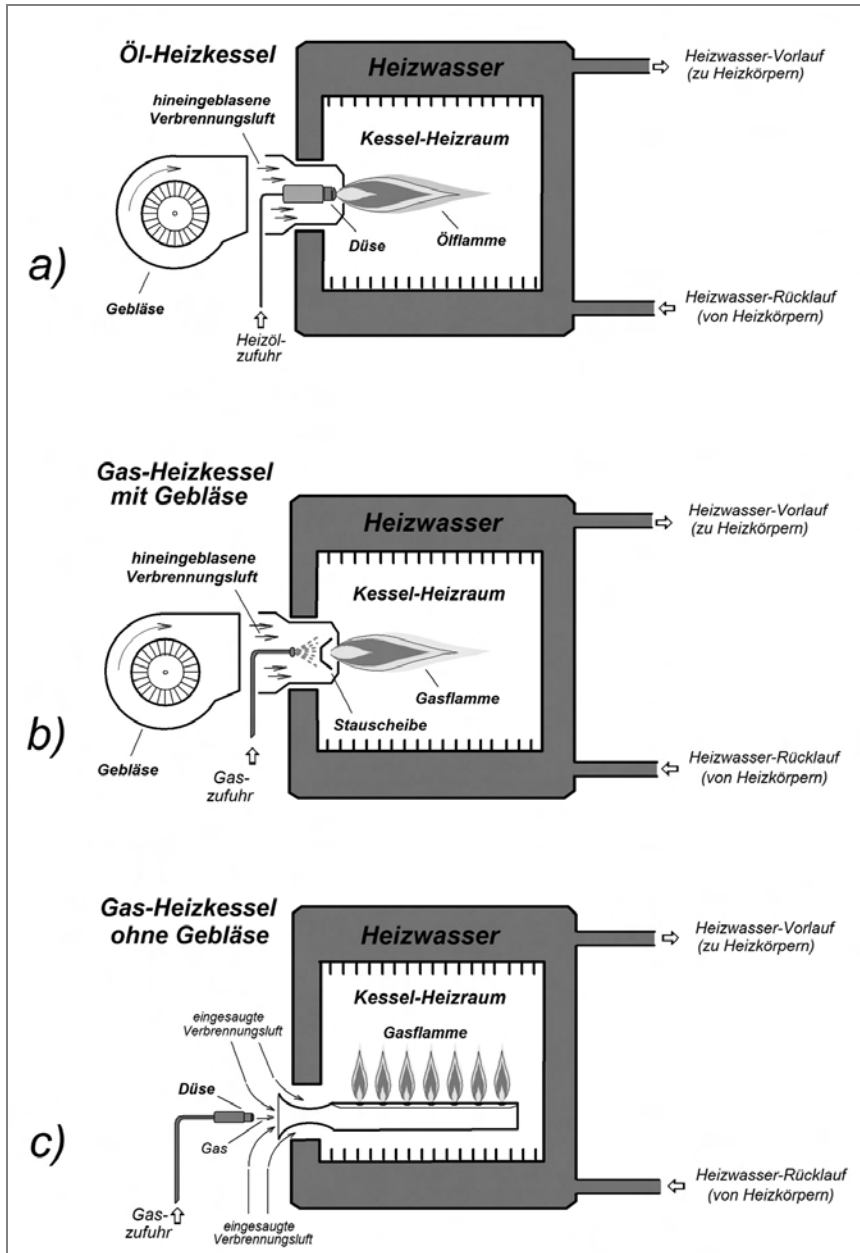 Öl-Heizkessel
Heizwasser
Heizwasser-Vorlauf
(zu Heizkörpern)
hineingeblasene
Verbrennungsluft
Kessel-Heizraum
Düse
Ölflamme
a)
Gebläse
Heizöl-
zufuhr
Heizwasser-Rücklauf
(von Heizkörpern)
Gas-Heizkessel
mit Gebläse
Heizwasser
Heizwasser-Vorlauf
(zu Heizkörpern)
hineingeblasene
Verbrennungsluft
Kessel-Heizraum
Gasflamme
Stauscheibe
b)
Gebläse
Gas-
zufuhr
Heizwasser-Rücklauf
(von Heizkörpern)
Gas-Heizkessel
ohne Gebläse
Heizwasser
Heizwasser-Vorlauf
(zu Heizkörpern)
Kessel-Heizraum
eingesaugte
Verbrennungsluft
Gasflamme
Düse
Gas
c)
Gas-
zufuhr
eingesaugte
Verbrennungsluft
Heizwasser-Rücklauf
(von Heizkörpern)